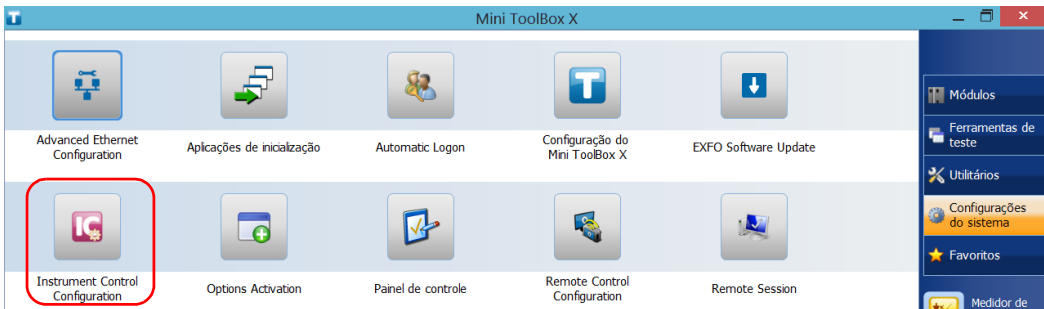 Mini ToolBox X
Advanced Ethernet
Configuration
Aplicações de inicialização
Automatic Logon
Configuração do
Mini ToolBox X
EXFO Software Update
Instrument Control
Configuration
Options Activation
Painel de controle
Remote Control
Configuration
Remote Session
Módulos
Ferramentas de
teste
Utilitários
Configurações
do sistema
Favoritos
Medidor de